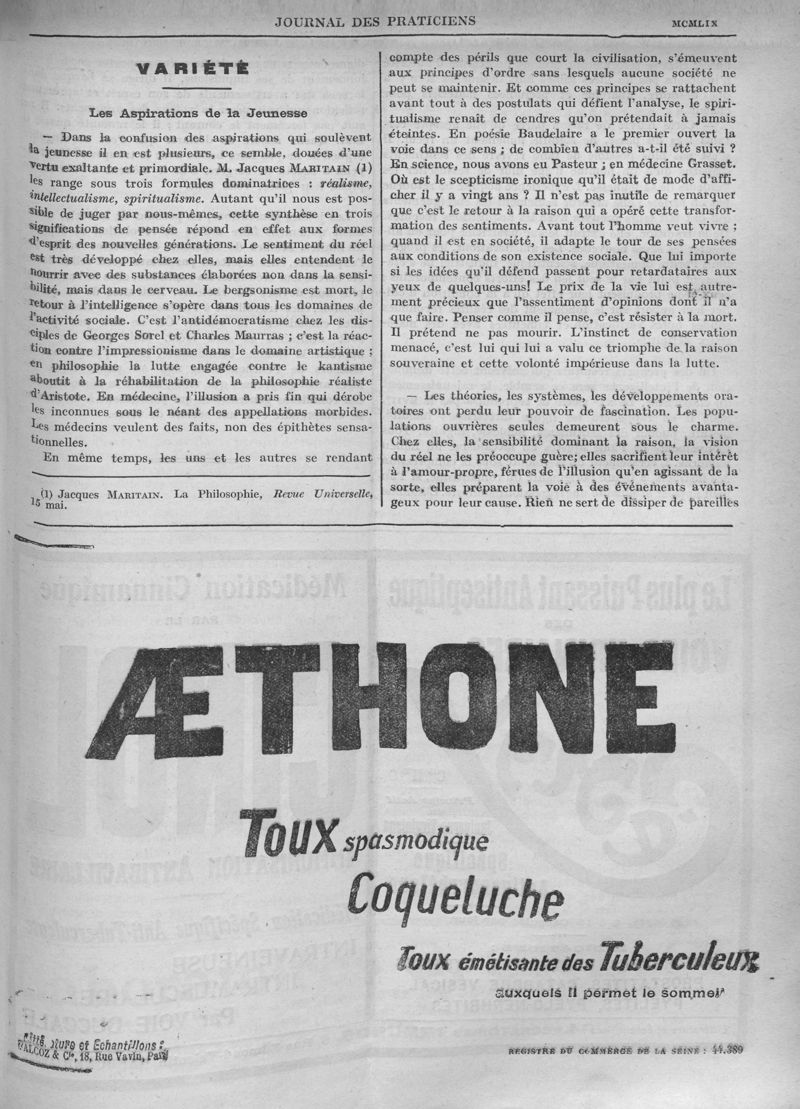 JOURNAL DES PRATICIENS
MCMLIX
VARIÉTÉ
Les Aspirations de la Jeunesse
— Dans la confusion des aspirations qui soulèvent
la jeunesse il en est plusieurs, ce semble, douées d'une
vertu exaltante et primordiale. M. Jacques MARITAIN (1)
les range sous trois formules dominatrices : réalisme,
intellectualisme, spiritualisme. Autant qu'il nous est pos-
sible de juger par nous-mêmes, cette synthèse en trois
significations de pensée répond en effet aux formes
d'esprit des nouvelles générations. Le sentiment du réel
est très développé chez elles, mais elles entendent le
nourrir avec des substances élaborées non dans la sensi-
bilité, mais dans le cerveau. Le bergsonisme est mort, le
retour à l'intelligence s'opère dans tous les domaines de
l'activité sociale. C'est l'antidémocratisme chez les dis-
ciples de Georges Sorel et Charles Maurras ; c'est la réac-
tion contre l'impressionisme dans le domaine artistique ;
en philosophie la lutte engagée contre le kantisme
aboutit à la réhabilitation de la philosophie réaliste
d'Aristote. En médecine, l'illusion a pris fin qui dérobe
les inconnues sous le néant des appellations morbides.
Les médecins veulent des faits, non des épithètes sensa-
tionnelles.
En même temps, les uns et les autres se rendant
(1) Jacques MARITAIN. La Philosophie, Revue Universelle,
15 mai.
compte des périls que court la civilisation, s'émeuvent
aux principes d'ordre sans lesquels aucune société ne
peut se maintenir. Et comme ces principes se rattachent
avant tout à des postulats qui défient l'analyse, le spiri-
tualisme renaît de cendres qu'on prétendait à jamais
éteintes. En poésie Baudelaire a le premier ouvert la
voie dans ce sens ; de combien d'autres a-t-il été suivi ?
En science, nous avons eu Pasteur ; en médecine Grasset.
Où est le scepticisme ironique qu'il était de mode d'affi-
cher il y a vingt ans ? Il n'est pas inutile de remarquer
que c'est le retour à la raison qui a opéré cette transfor-
mation des sentiments. Avant tout l'homme veut vivre ;
quand il est en société, il adapte le tour de ses pensées
aux conditions de son existence sociale. Que lui importe
si les idées qu'il défend passent pour retardataires aux
yeux de quelques-uns! Le prix de la vie lui est autre-
ment précieux que l'assentiment d'opinions dont il n'a
que faire. Penser comme il pense, c'est résister à la mort.
Il prétend ne pas mourir. L'instinct de conservation
menacé, c'est lui qui lui a valu ce triomphe de la raison
souveraine et cette volonté impérieuse dans la lutte.
— Les théories, les systèmes, les développements ora-
toires ont perdu leur pouvoir de fascination. Les popu-
lations ouvrières seules demeurent sous le charme.
Chez elles, la sensibilité dominant la raison, la vision
du réel ne les préoccupe guère; elles sacrifient leur intérêt
à l'amour-propre, férues de l'illusion qu'en agissant de la
sorte, elles préparent la voie à des événements avanta-
geux pour leur cause. Rien ne sert de dissiper de pareilles
ÆTHONE
Toux spasmodique
Coqueluche
Toux émétisante des Tuberculeux
auxquels il permet le sommeil
et Echantillons :
& Cie, 18, Rue Vavin, Paris
REGISTRE DU COMMERCE DE LA SEINE : 44.380